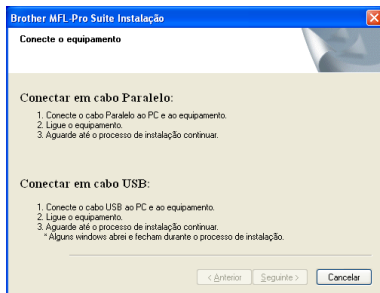 Brother MFL-Pro Suite Instalação
Conecte o equipamento
Conectar em cabo Paralelo:
1. Conecte o cabo Paralelo ao PC e ao equipamento.
2. Ligue o equipamento.
3. Aguarde até o processo de instalação continuar.
Conectar em cabo USB:
1. Conecte o cabo USB ao PC e ao equipamento.
2. Ligue o equipamento.
3. Aguarde até o processo de instalação continuar.
* Alguns windows abrei e fecham durante o processo de instalação.
< Anterior Seguinte > Cancelar